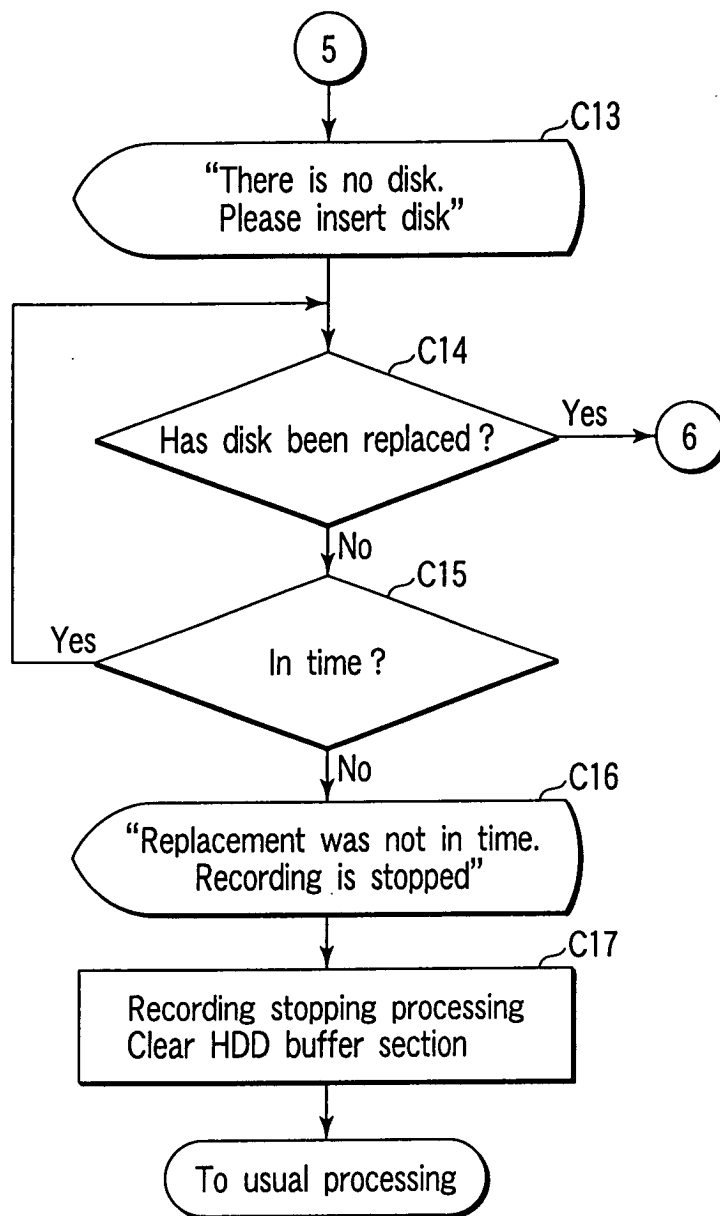 5
C13
“There is no disk.
Please insert disk”
C14
Has disk been replaced?
Yes
6
No
C15
Yes
In time?
No
C16
“Replacement was not in time.
Recording is stopped”
C17
Recording stopping processing
Clear HDD buffer section
To usual processing